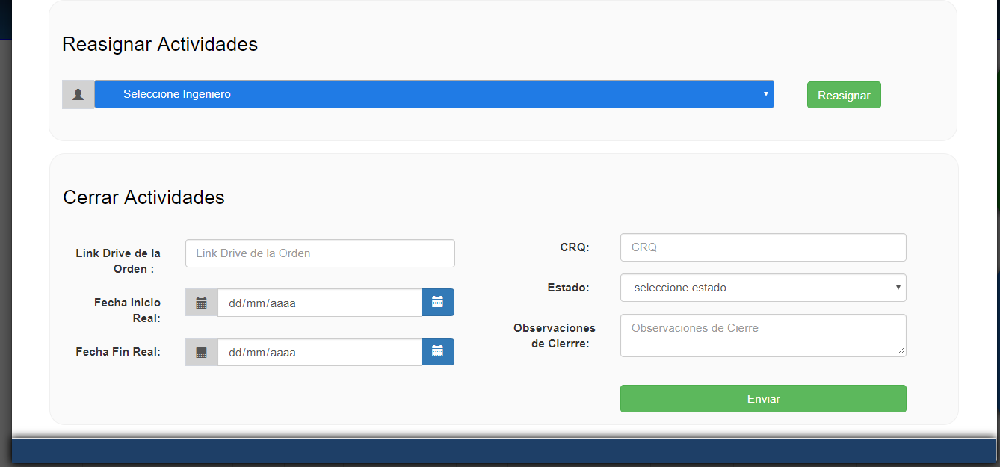 Reasignar Actividades
Seleccione Ingeniero
Reasignar
Cerrar Actividades
Link Drive de la
Orden :
Link Drive de la Orden
Fecha Inicio
Real:
dd/mm/aaaa
Fecha Fin Real:
dd/mm/aaaa
CRQ:
CRQ
Estado:
seleccione estado
Observaciones
de Cierrre:
Observaciones de Cierre
Enviar